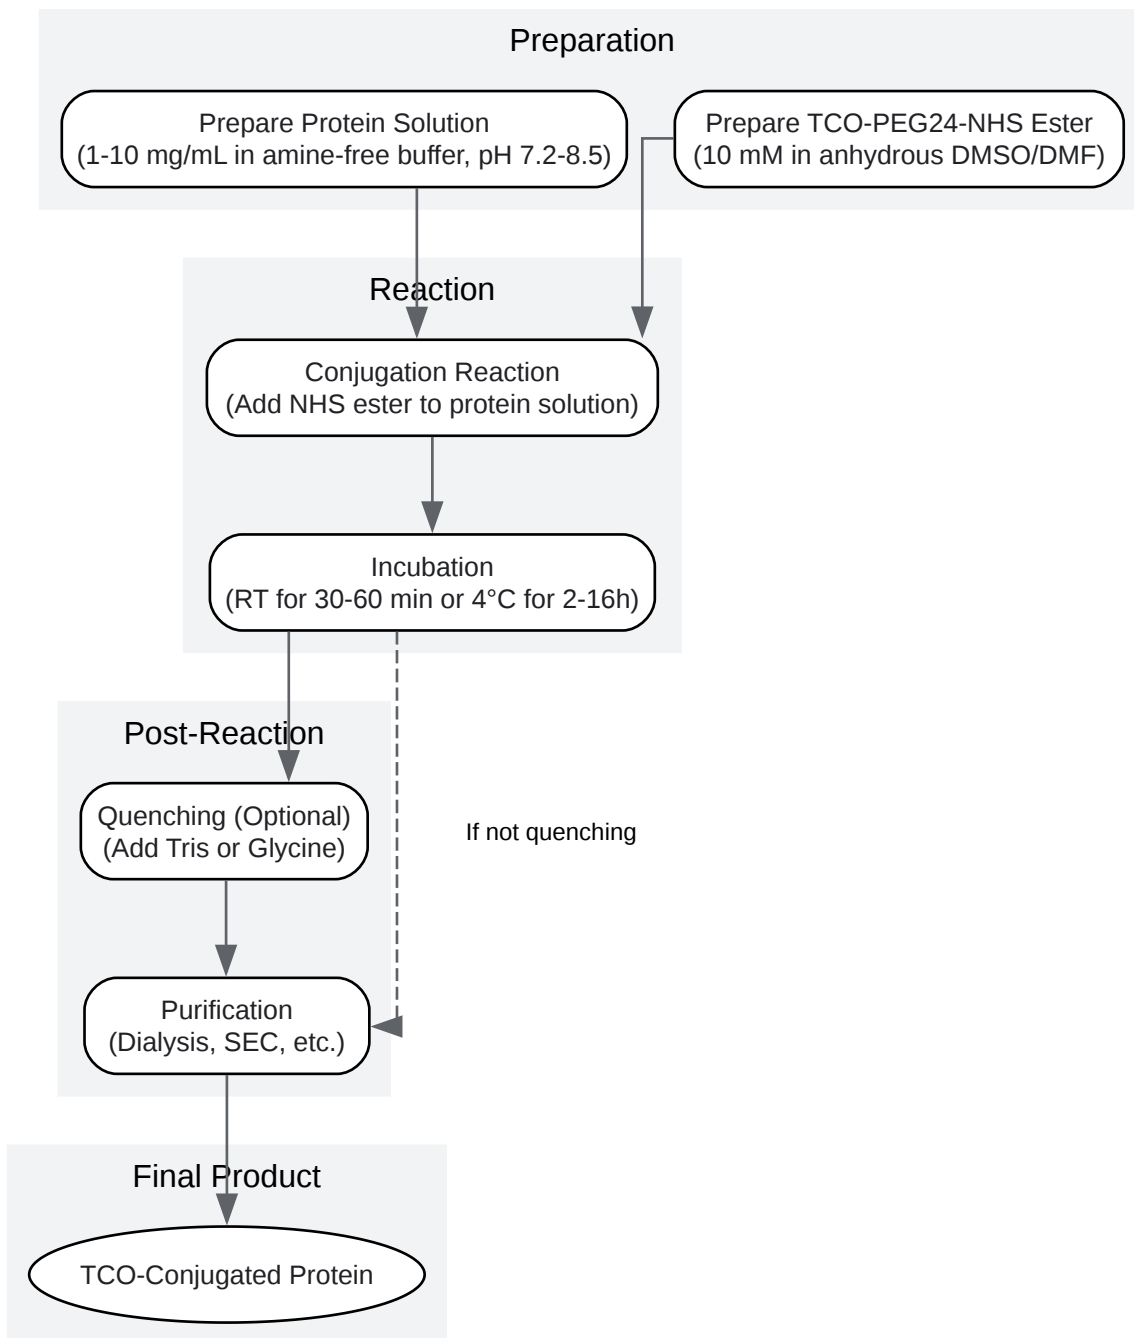 Preparation
Prepare Protein Solution
(1-10 mg/mL in amine-free buffer, pH 7.2-8.5)
Prepare TCO-PEG24-NHS Ester
(10 mM in anhydrous DMSO/DMF)
Reaction
Conjugation Reaction
(Add NHS ester to protein solution)
Incubation
(RT for 30-60 min or 4°C for 2-16h)
Post-Reaction
Quenching (Optional)
(Add Tris or Glycine)
If not quenching
Purification
(Dialysis, SEC, etc.)
Final Product
TCO-Conjugated Protein